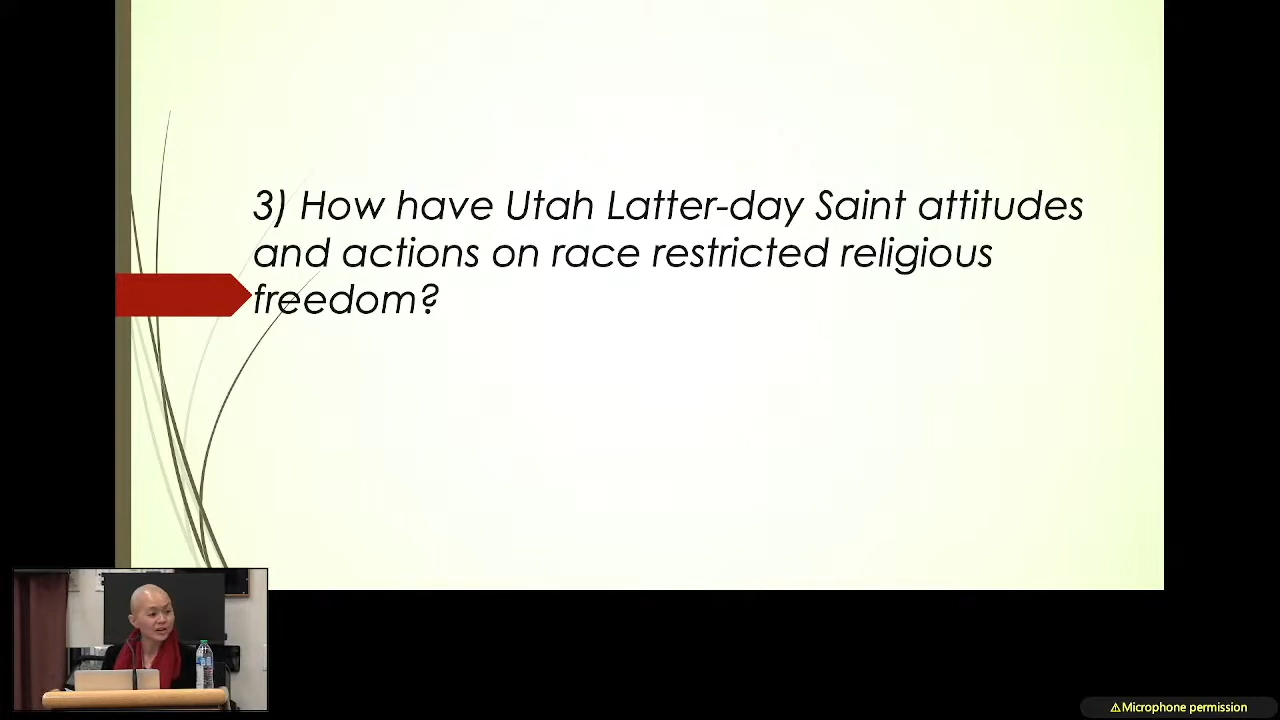 3) How have Utah Latter-day Saint attitudes
and actions on race restricted religious
freedom?
⚠Microphone permission